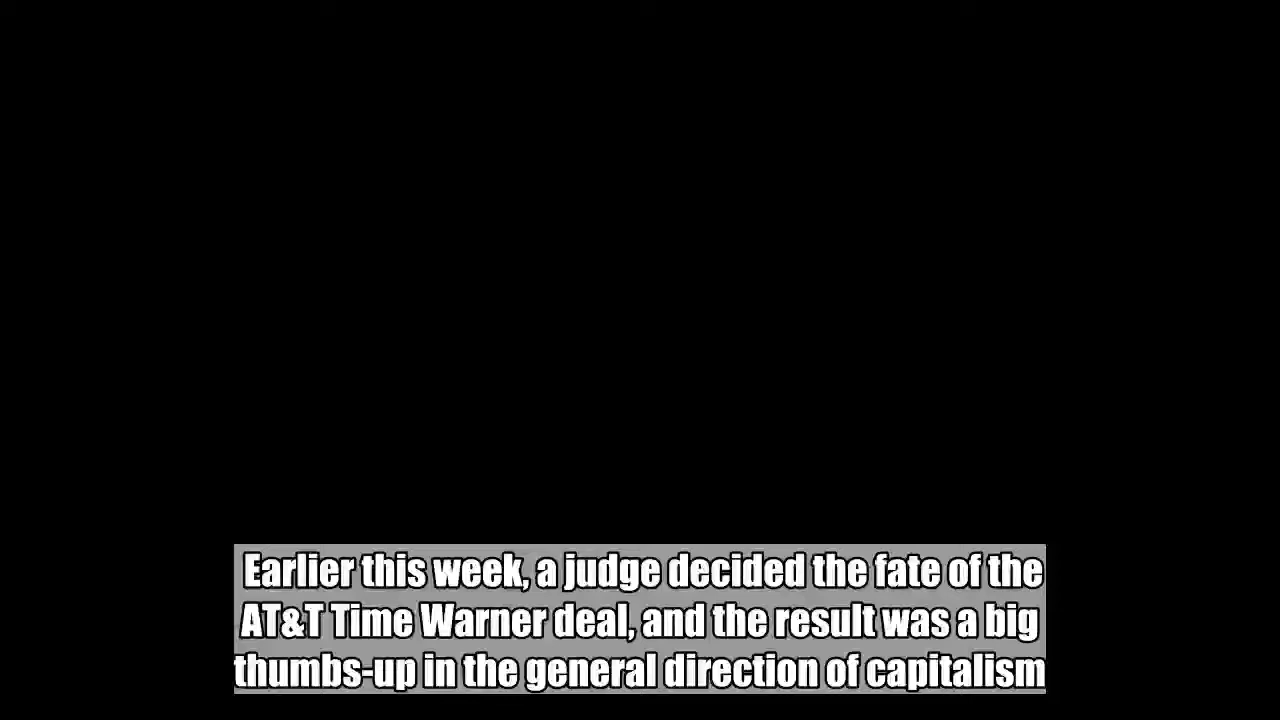 Earlier this week, a judge decided the fate of the
AT&T Time Warner deal, and the result was a big
thumbs-up in the general direction of capitalism